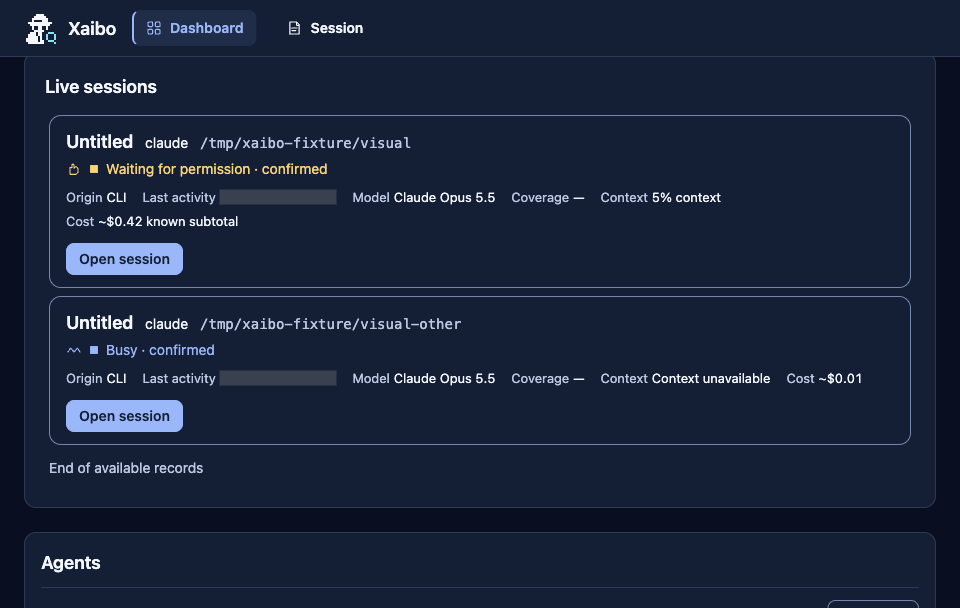 Xaibo Dashboard Session
Live sessions
Untitled claude /tmp/xaibo-fixture/visual
Waiting for permission · confirmed
Origin CLI Last activity Model Claude Opus 5.5 Coverage — Context 5% context
Cost ~$0.42 known subtotal
Open session
Untitled claude /tmp/xaibo-fixture/visual-other
Busy · confirmed
Origin CLI Last activity Model Claude Opus 5.5 Coverage — Context Context unavailable Cost ~$0.01
Open session
End of available records
Agents